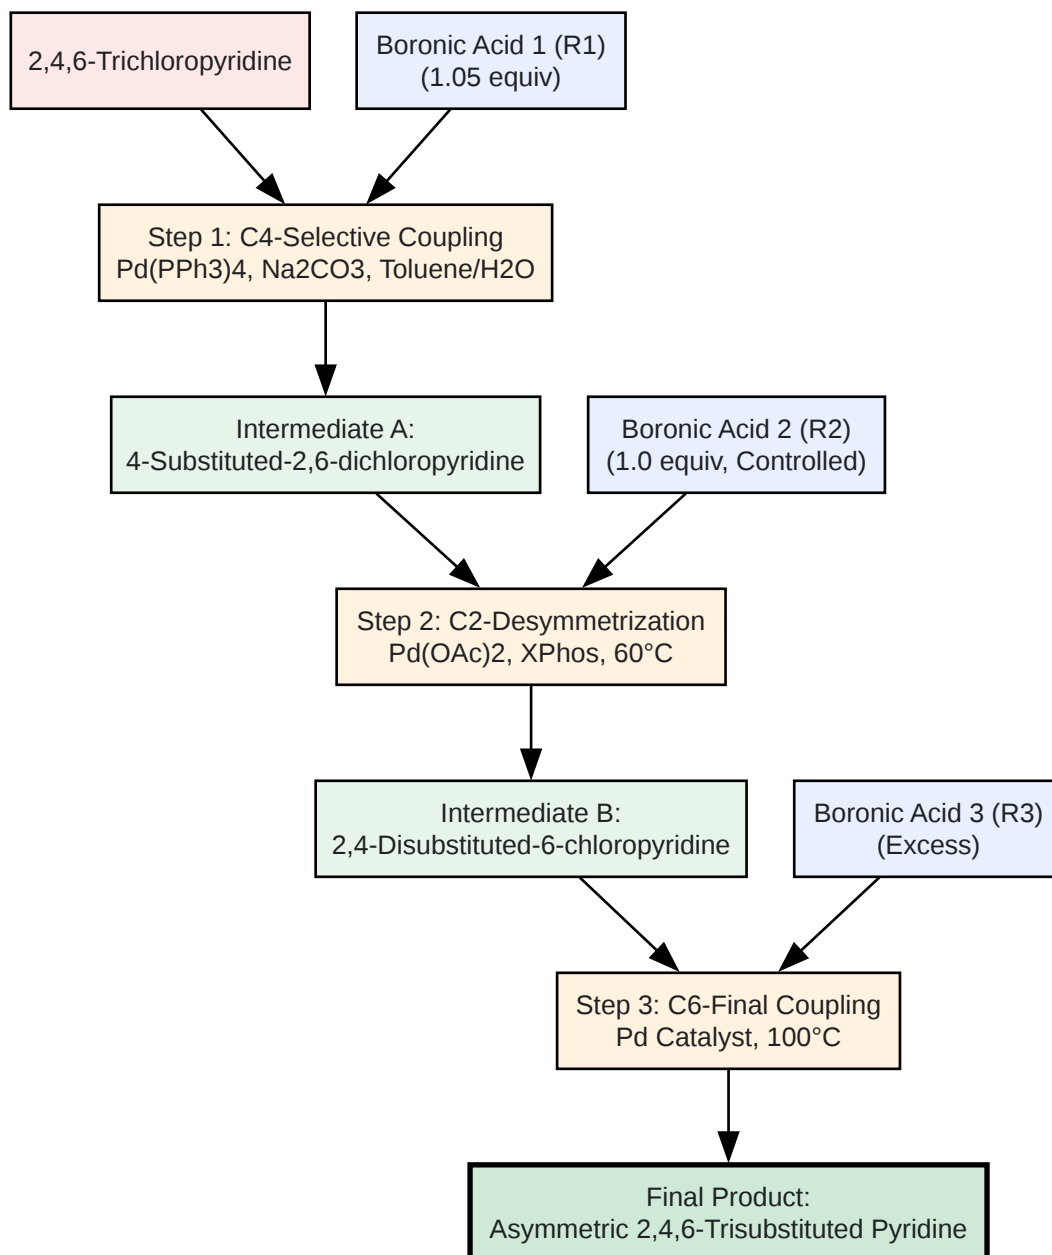 2,4,6-Trichloropyridine
Boronic Acid 1 (R1)
(1.05 equiv)
Step 1: C4-Selective Coupling
Pd(PPh3)4, Na2CO3, Toluene/H2O
Intermediate A:
4-Substituted-2,6-dichloropyridine
Boronic Acid 2 (R2)
(1.0 equiv, Controlled)
Step 2: C2-Desymmetrization
Pd(OAc)2, XPhos, 60°C
Intermediate B:
2,4-Disubstituted-6-chloropyridine
Boronic Acid 3 (R3)
(Excess)
Step 3: C6-Final Coupling
Pd Catalyst, 100°C
Final Product:
Asymmetric 2,4,6-Trisubstituted Pyridine